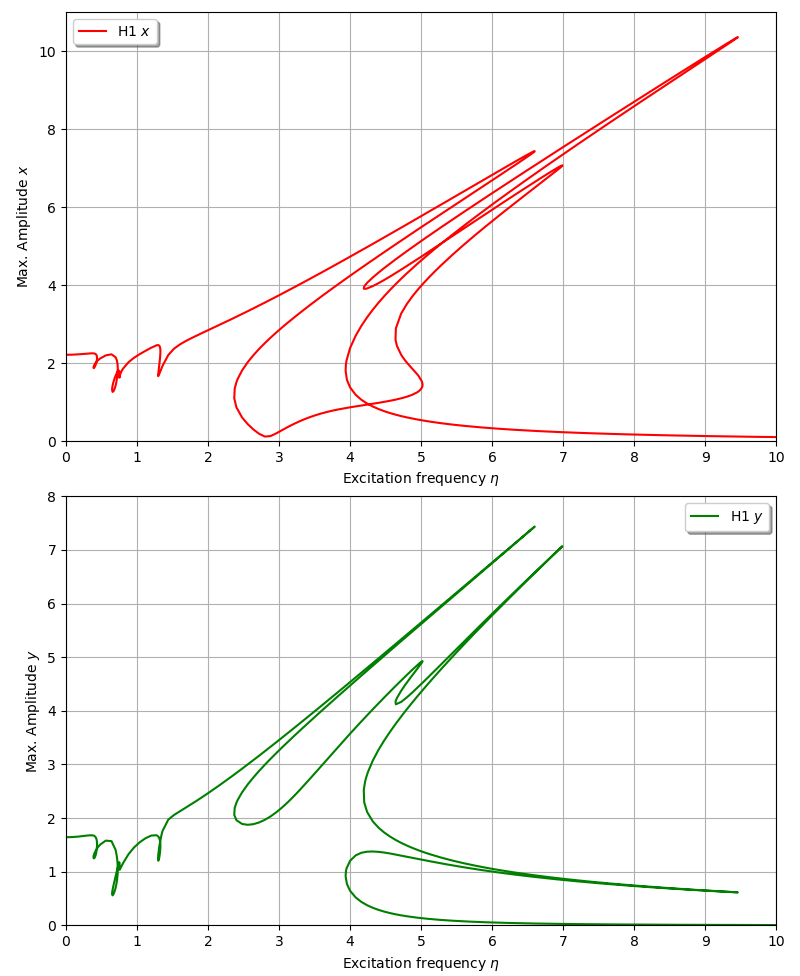 H1 x
Max. Amplitude x
10
8
6
4
2
0
0 1 2 3 4 5 6 7 8 9 10
Excitation frequency η
H1 y
Max. Amplitude y
8
7
6
5
4
3
2
1
0
0 1 2 3 4 5 6 7 8 9 10
Excitation frequency η